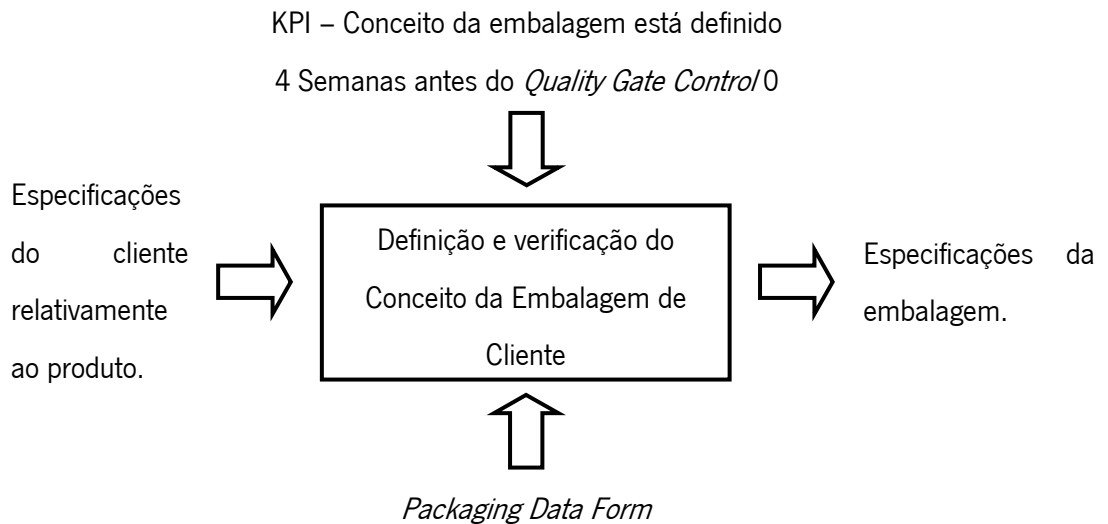 KPI – Conceito da embalagem está definido
4 Semanas antes do Quality Gate Control 0
Especificações
do cliente
relativamente
ao produto.
Definição e verificação do
Conceito da Embalagem de
Cliente
Especificações da
embalagem.
Packaging Data Form